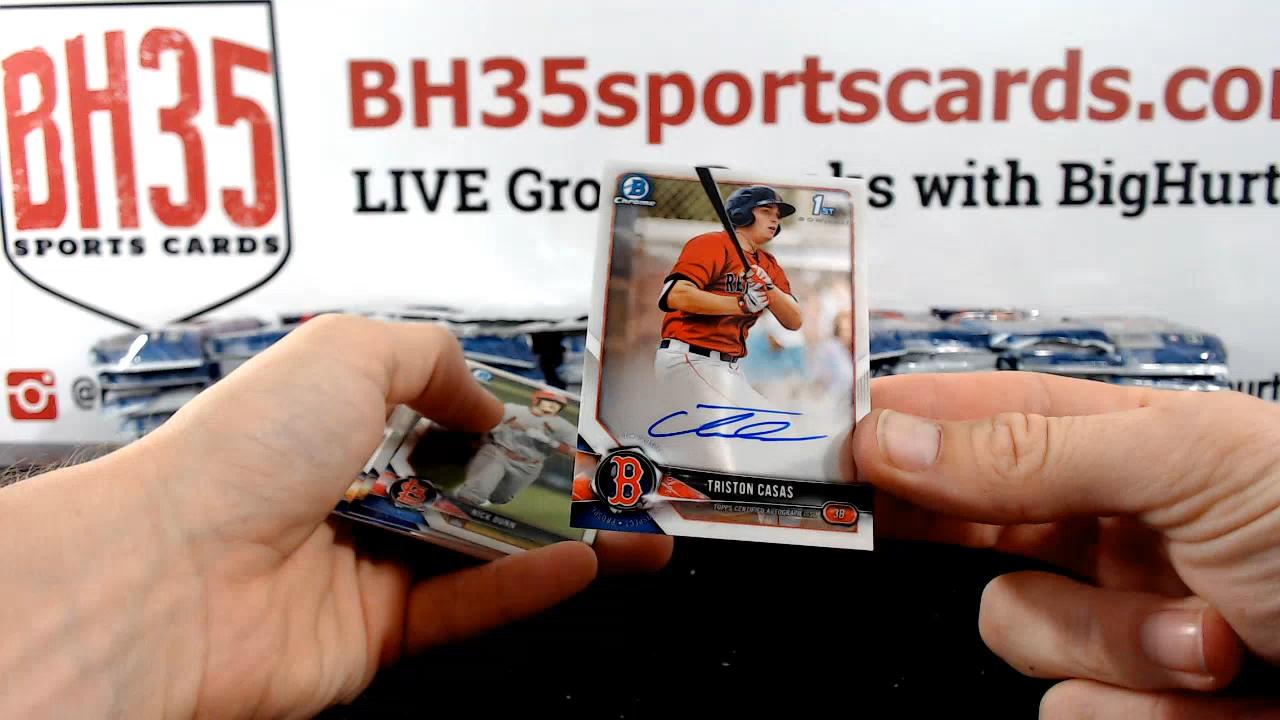 BH35
SPORTS CARDS
BH35sportscards.co
LIVE Gro ks with BigHurt
@
B
Chrome
1ST
BOWMAN
RE
B
TRISTON CASAS
TOPPS CERTIFIED AUTOGRAPH ISSUE
3B
NICK DUNN